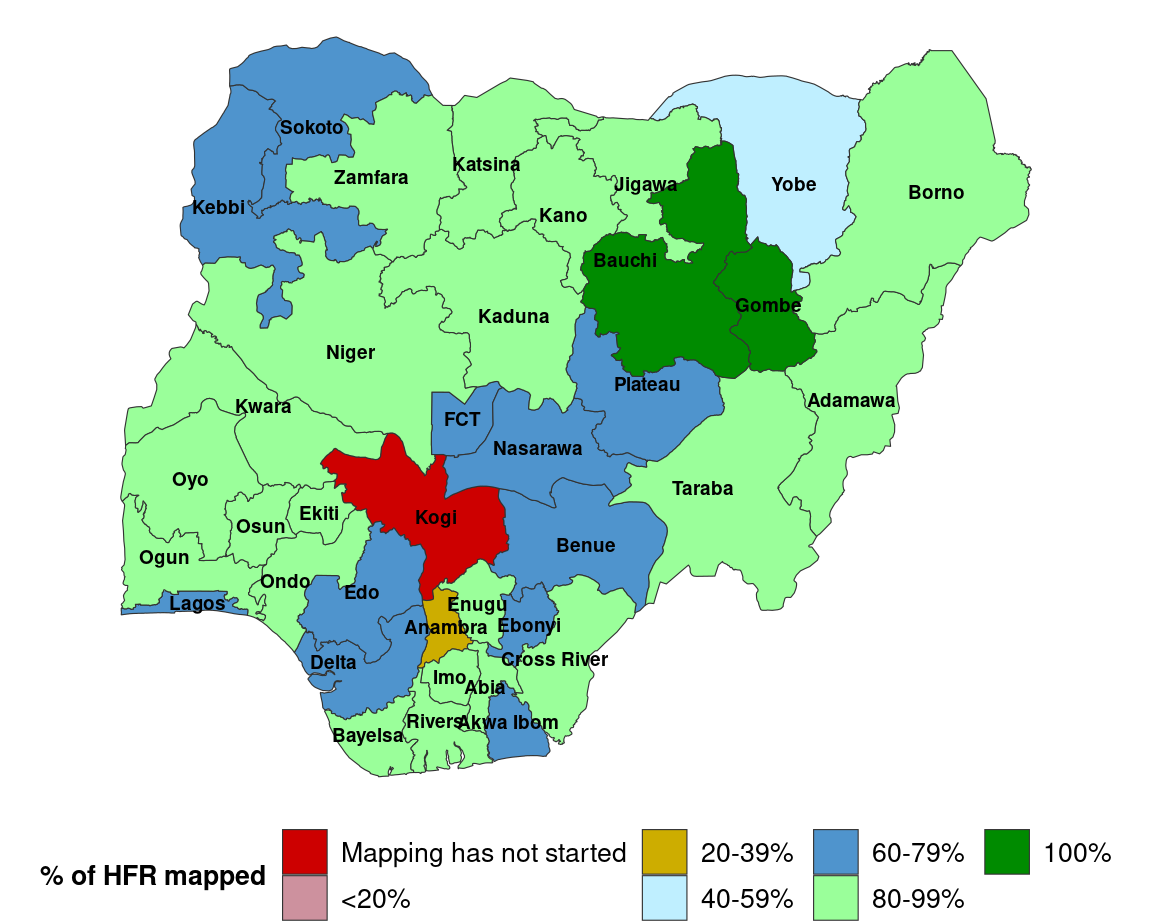 Sokoto
Katsina
Zamfara
Jigawa
Yobe
Borno
Kebbi
Kano
Bauchi
Gombe
Kaduna
Niger
Plateau
Adamawa
Kwara
FCT
Nasarawa
Oyo
Taraba
Ekiti
Kogi
Osun
Benue
Ogun
Ondo
Edo
Lagos
Enugu
Anambra
Ebonyi
Delta
Cross River
Imo
Abia
Rivers
Akwa Ibom
Bayelsa
% of HFR mapped
Mapping has not started
<20%
20-39%
40-59%
60-79%
80-99%
100%